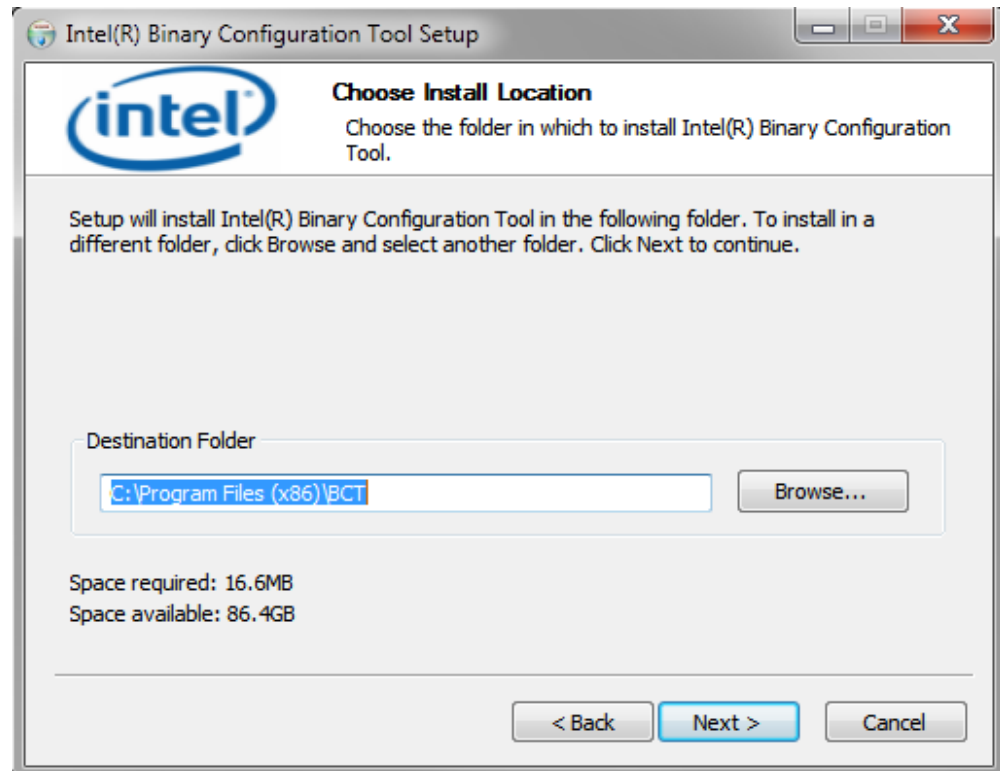 Intel(R) Binary Configuration Tool Setup
intel
Choose Install Location
Choose the folder in which to install Intel(R) Binary Configuration
Tool.
Setup will install Intel(R) Binary Configuration Tool in the following folder. To install in a
different folder, click Browse and select another folder. Click Next to continue.
Destination Folder
C:\Program Files (x86)\BCT
Browse...
Space required: 16.6MB
Space available: 86.4GB
< Back
Next >
Cancel